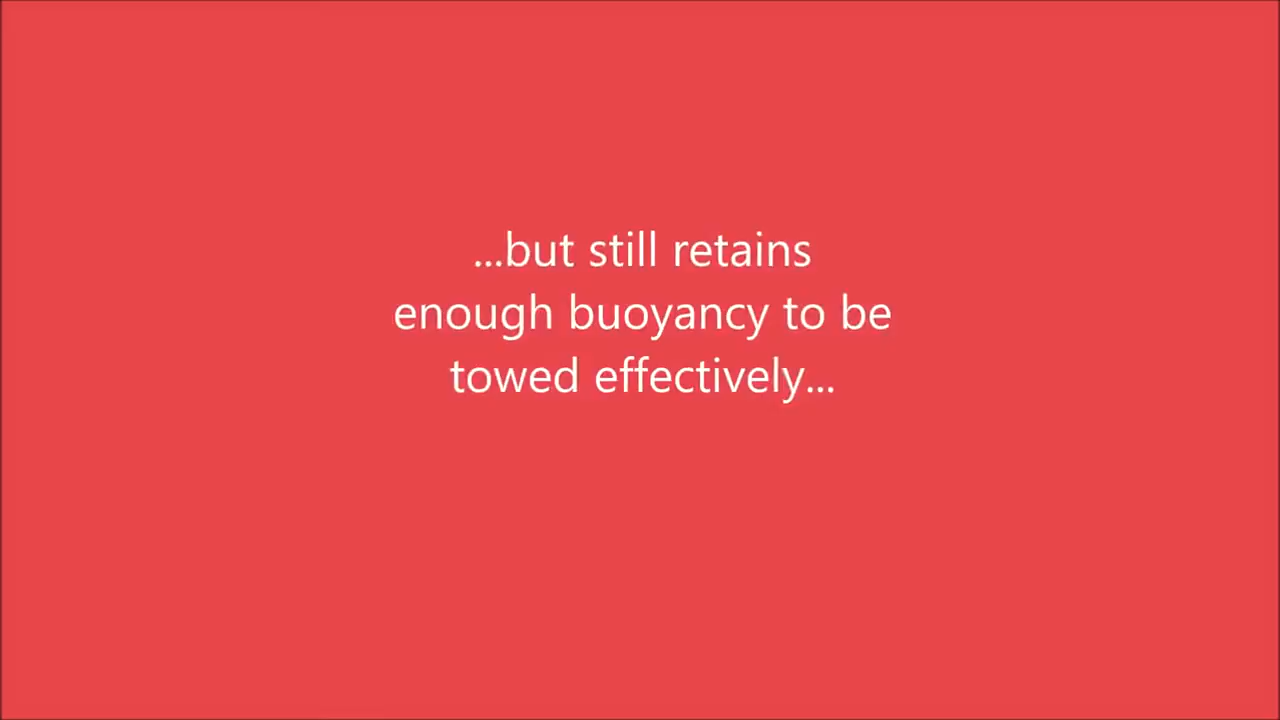 ...but still retains
enough buoyancy to be
towed effectively...